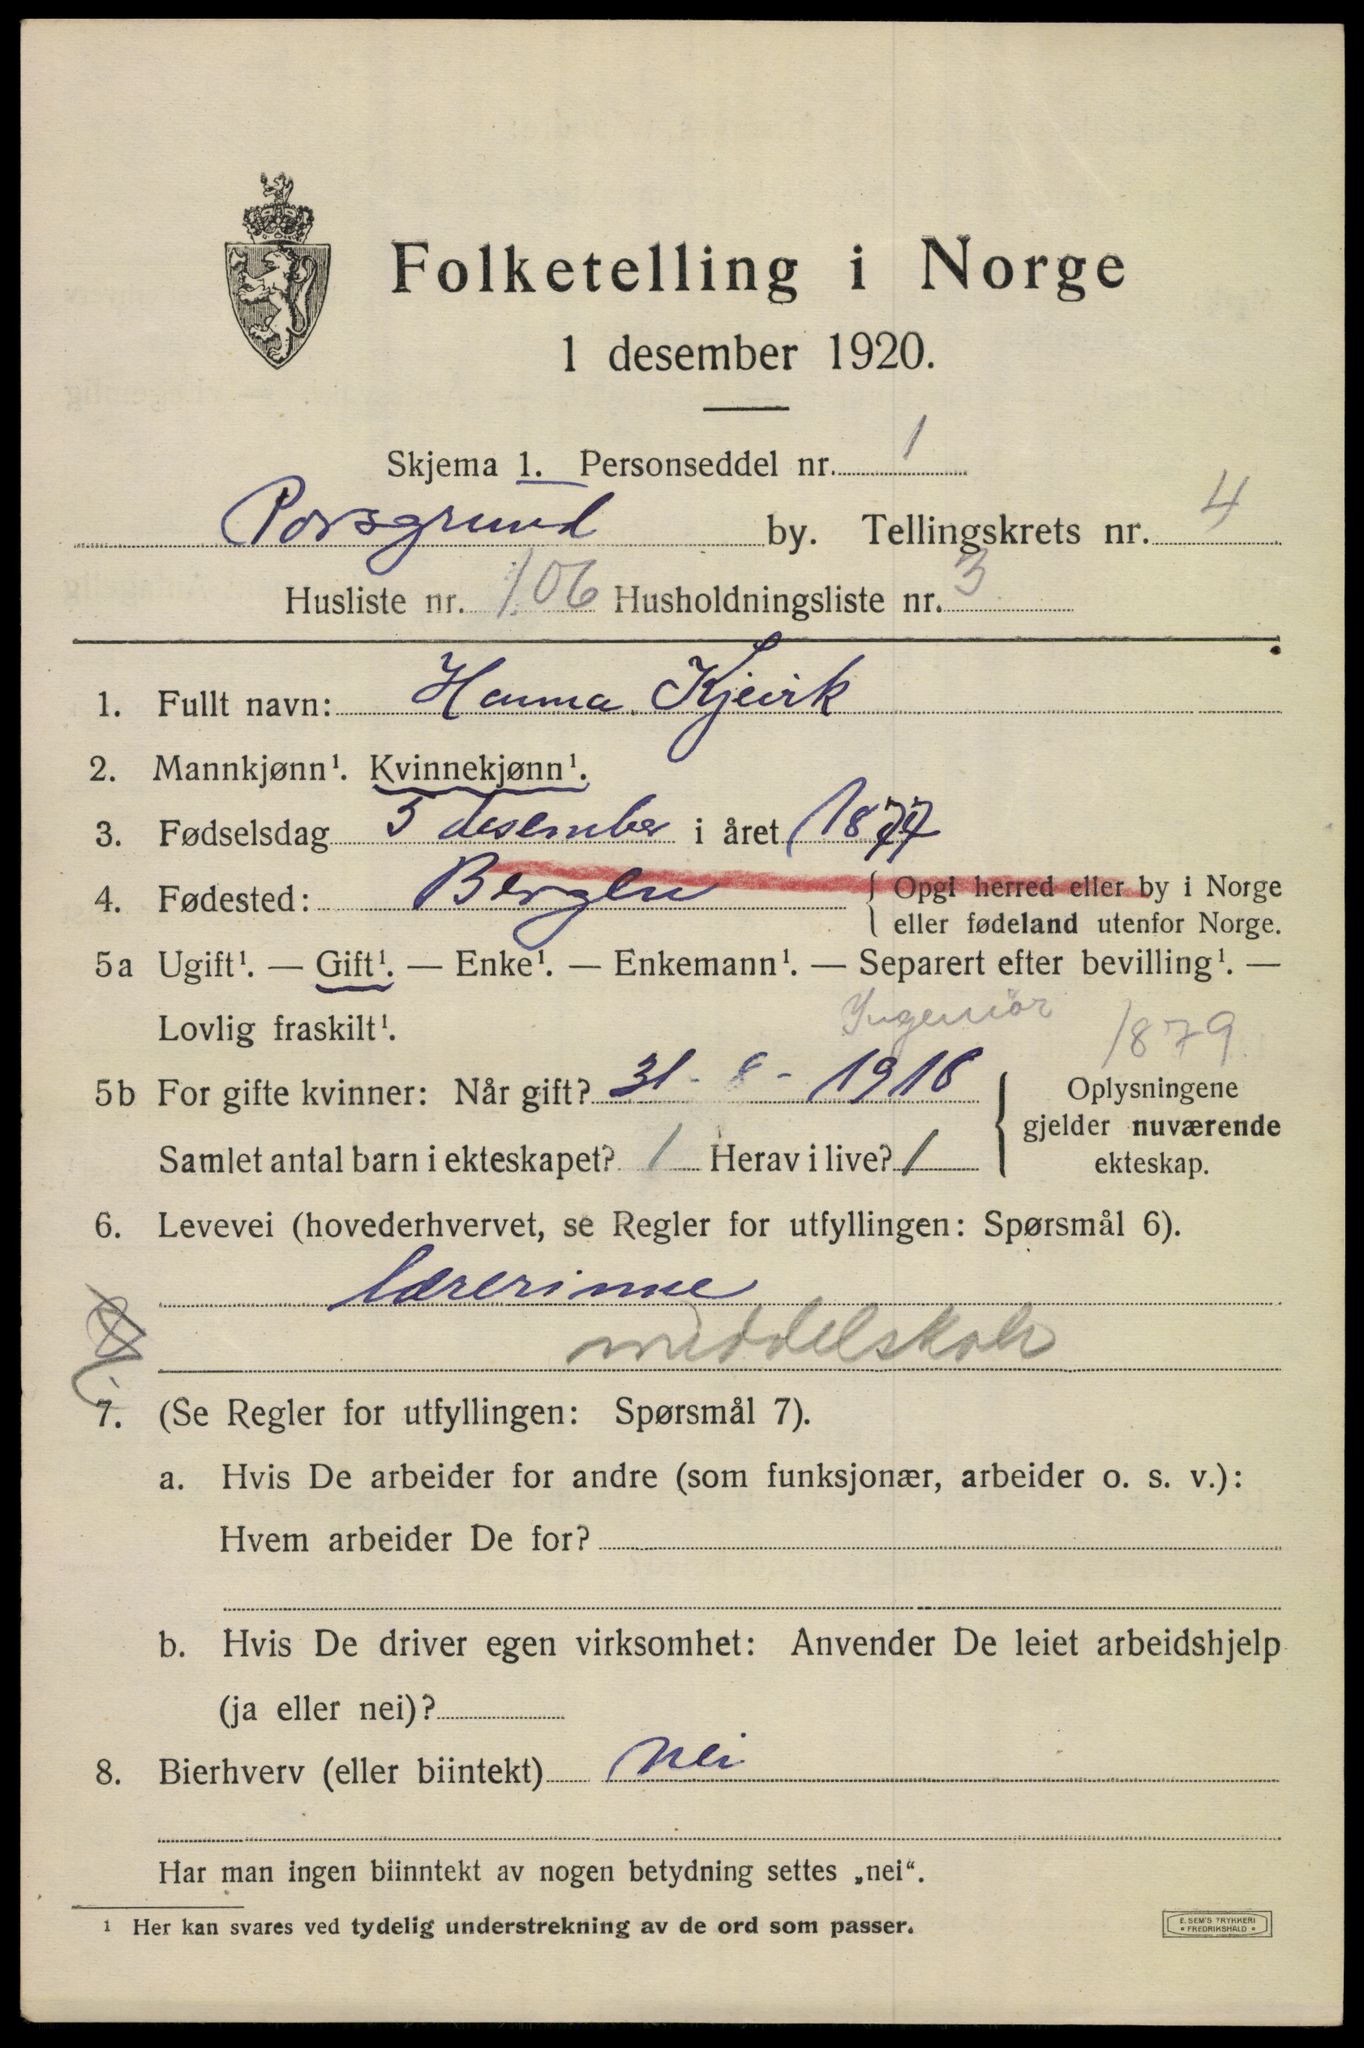 Folketelling i Norge
1 desember 1920.
Skjema 1. Personseddel nr. 1
Porsgrund by. Tellingskrets nr. 4
Husliste nr. 106 Husholdningsliste nr. 3
1. Fullt navn: Hanna Kjeirk
2. Mannkjønn¹. Kvinnekjønn¹.
3. Fødselsdag 5 desember i året 1877
4. Fødested: Bergen { Opgi herred eller by i Norge
eller fødeland utenfor Norge.
5a Ugift¹. — Gift¹. — Enke¹. — Enkemann¹. — Separert efter bevilling¹. —
Lovlig fraskilt¹. Ingeniör 1879
5b For gifte kvinner: Når gift? 31-8-1918 { Oplysningene
gjelder nuværende
Samlet antal barn i ekteskapet? 1 Herav i live? 1 ekteskap.
6. Levevei (hovederhvervet, se Regler for utfyllingen: Spørsmål 6).
lærerinne
middelskole
7. (Se Regler for utfyllingen: Spørsmål 7).
a. Hvis De arbeider for andre (som funksjonær, arbeider o. s. v.):
Hvem arbeider De for?
b. Hvis De driver egen virksomhet: Anvender De leiet arbeidshjelp
(ja eller nei)?
8. Bierhverv (eller biintekt) nei
Har man ingen biinntekt av nogen betydning settes „nei“.
¹ Her kan svares ved tydelig understrekning av de ord som passer.
E. SEM'S TRYKKERI
• FREDRIKSHALD •